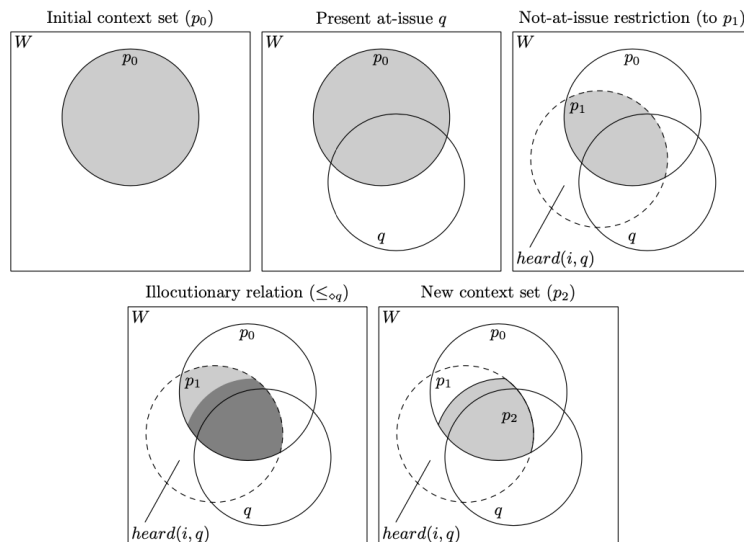 Initial context set (p₀)
W
p₀
Present at-issue q
W
p₀
q
Not-at-issue restriction (to p₁)
W
p₀
p₁
q
heard(i, q)
Illocutionary relation (≤⋄q)
W
p₀
p₁
q
heard(i, q)
New context set (p₂)
W
p₀
p₁
p₂
q
heard(i, q)